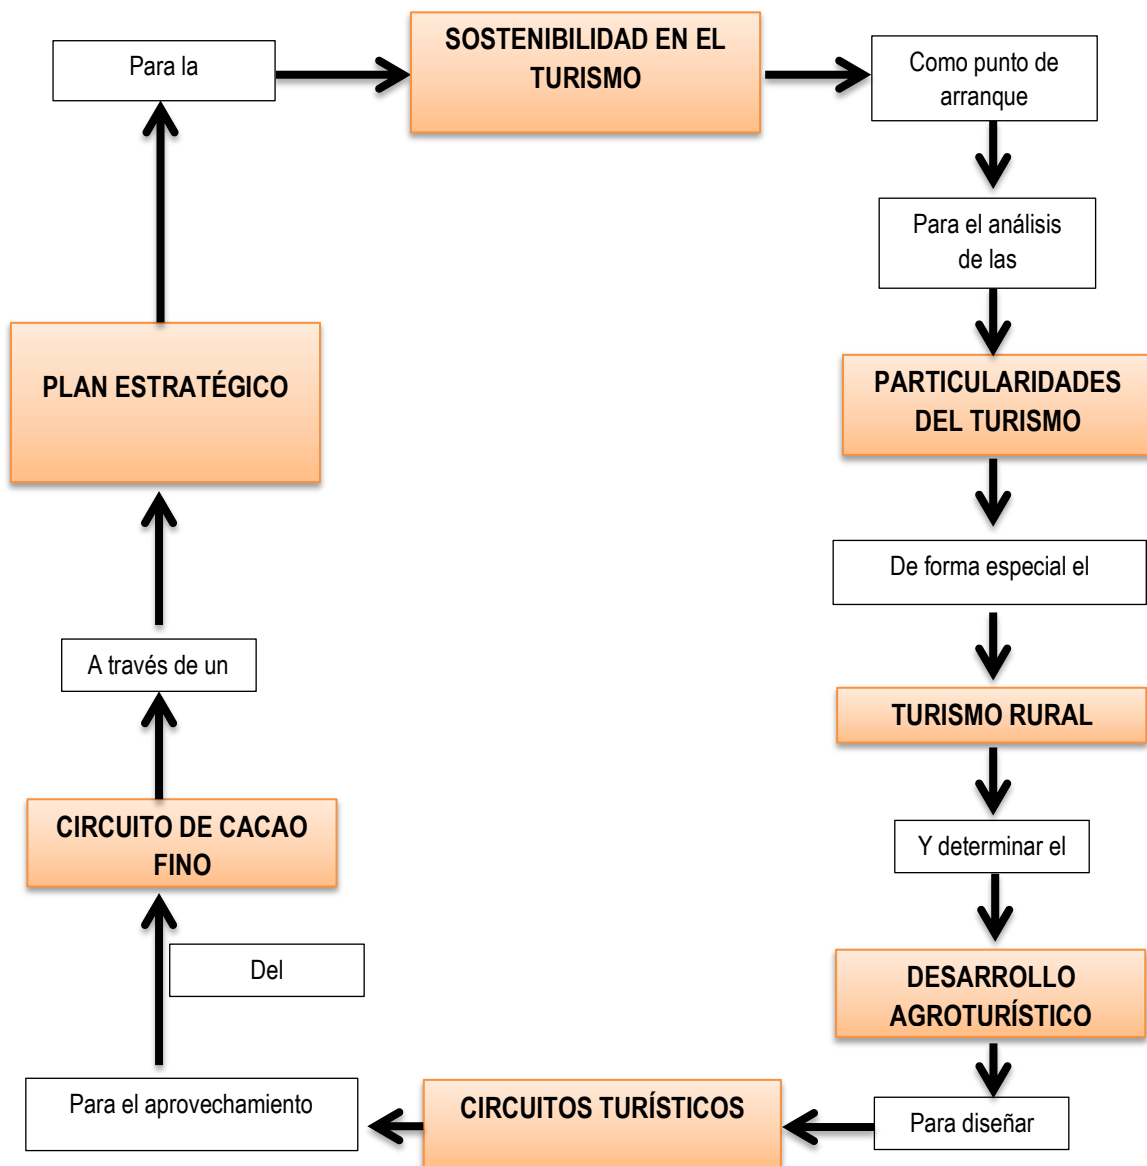 Para la
SOSTENIBILIDAD EN EL
TURISMO
Como punto de
arranque
Para el análisis
de las
PARTICULARIDADES
DEL TURISMO
De forma especial el
TURISMO RURAL
Y determinar el
DESARROLLO
AGROTURÍSTICO
Para diseñar
CIRCUITOS TURÍSTICOS
Para el aprovechamiento
Del
CIRCUITO DE CACAO
FINO
A través de un
PLAN ESTRATÉGICO